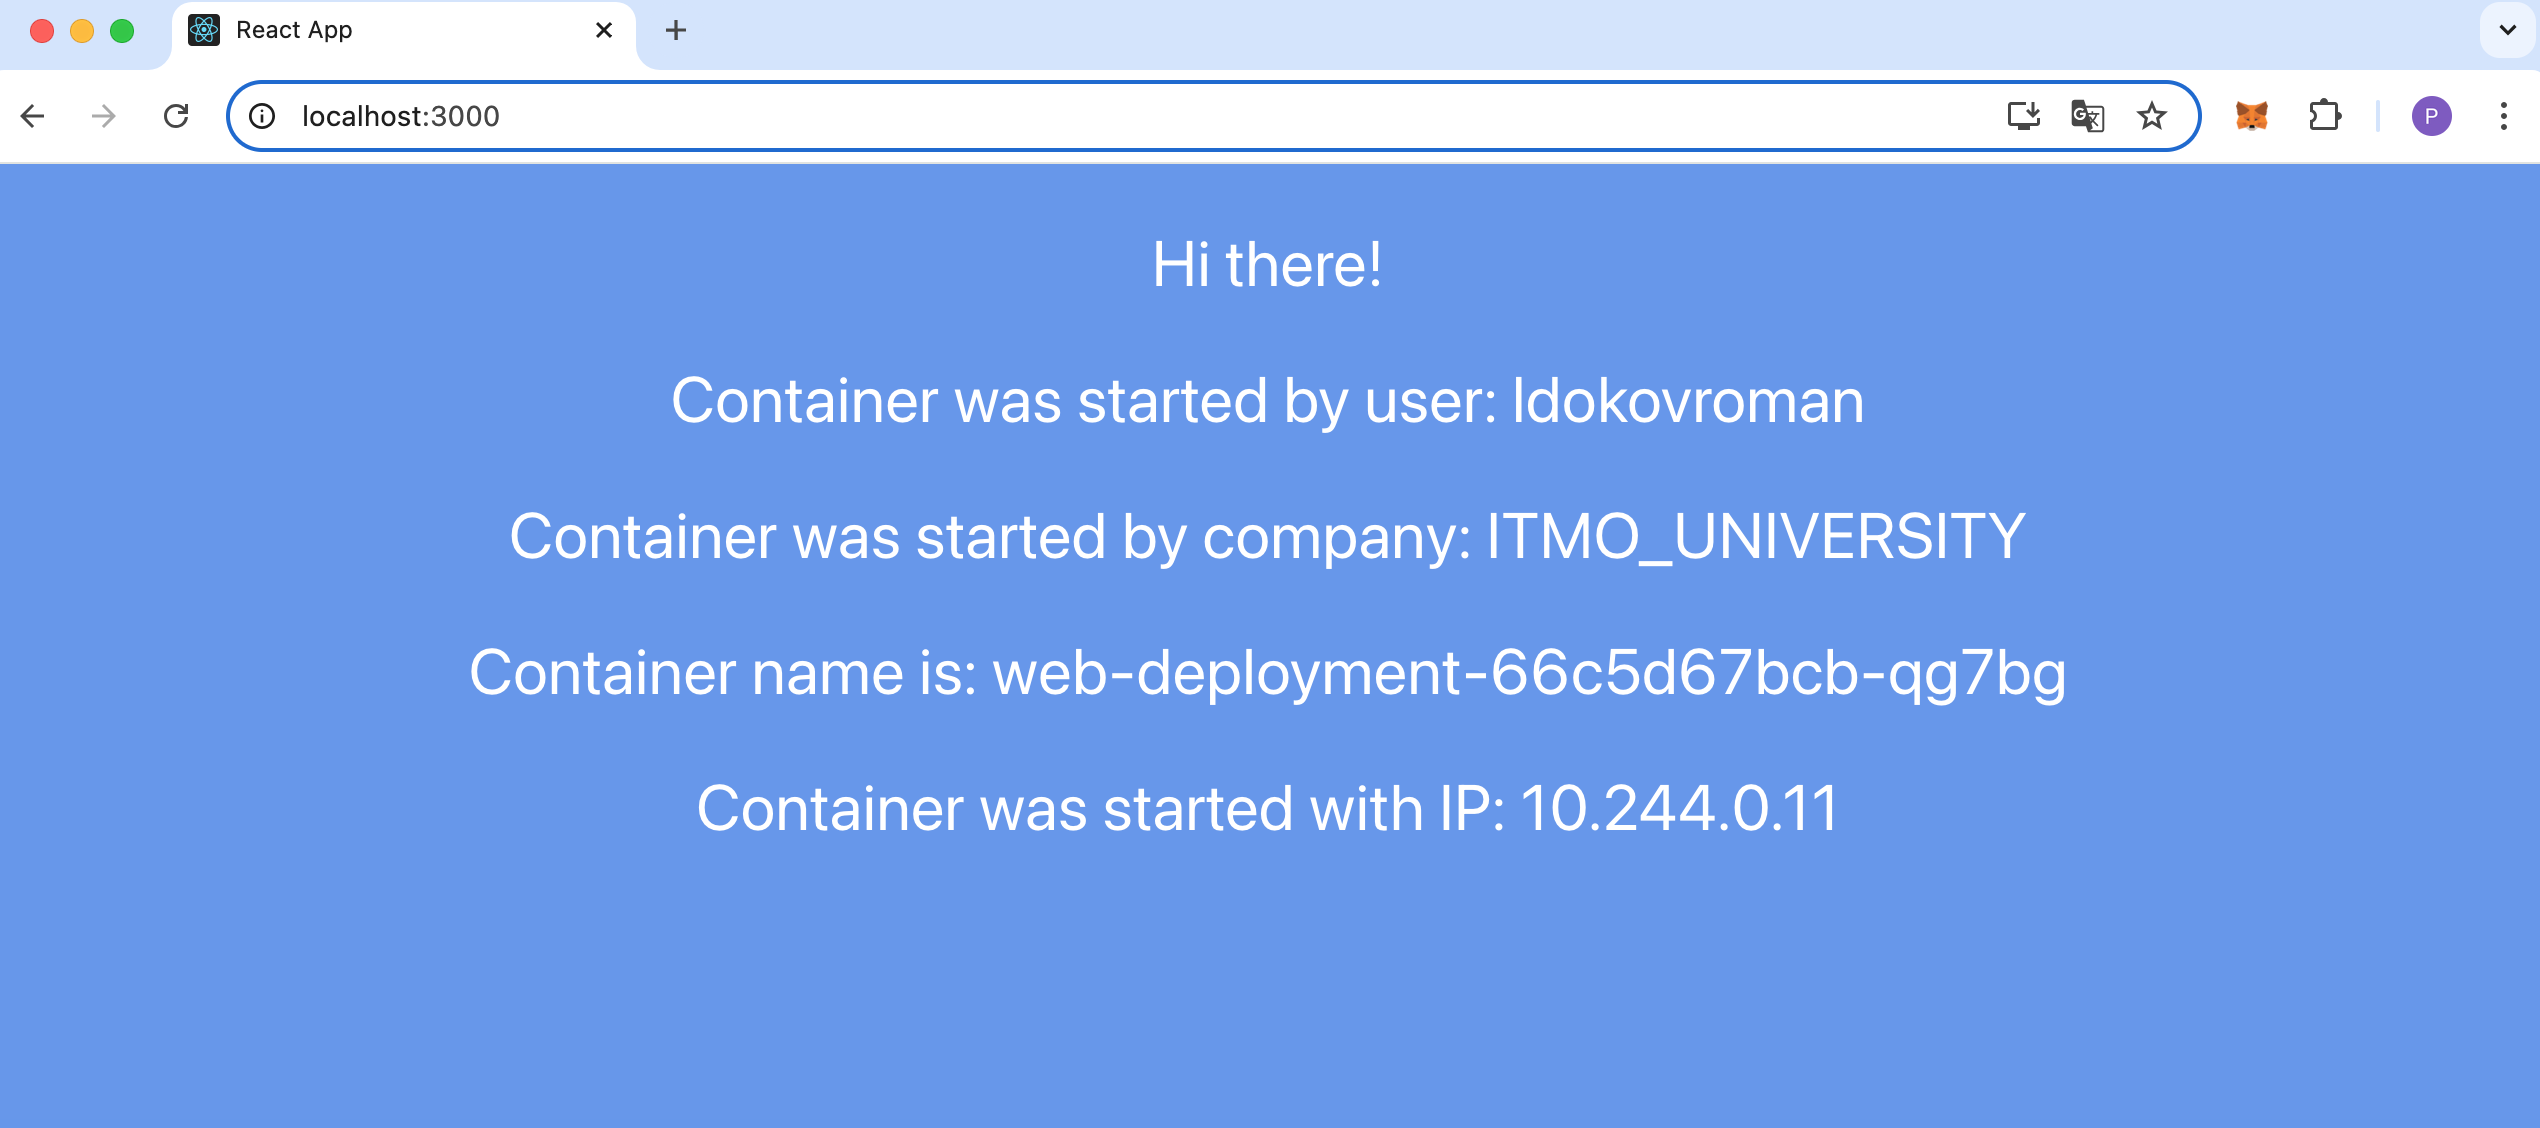 React App
localhost:3000
P
Hi there!
Container was started by user: ldokovroman
Container was started by company: ITMO_UNIVERSITY
Container name is: web-deployment-66c5d67bcb-qg7bg
Container was started with IP: 10.244.0.11